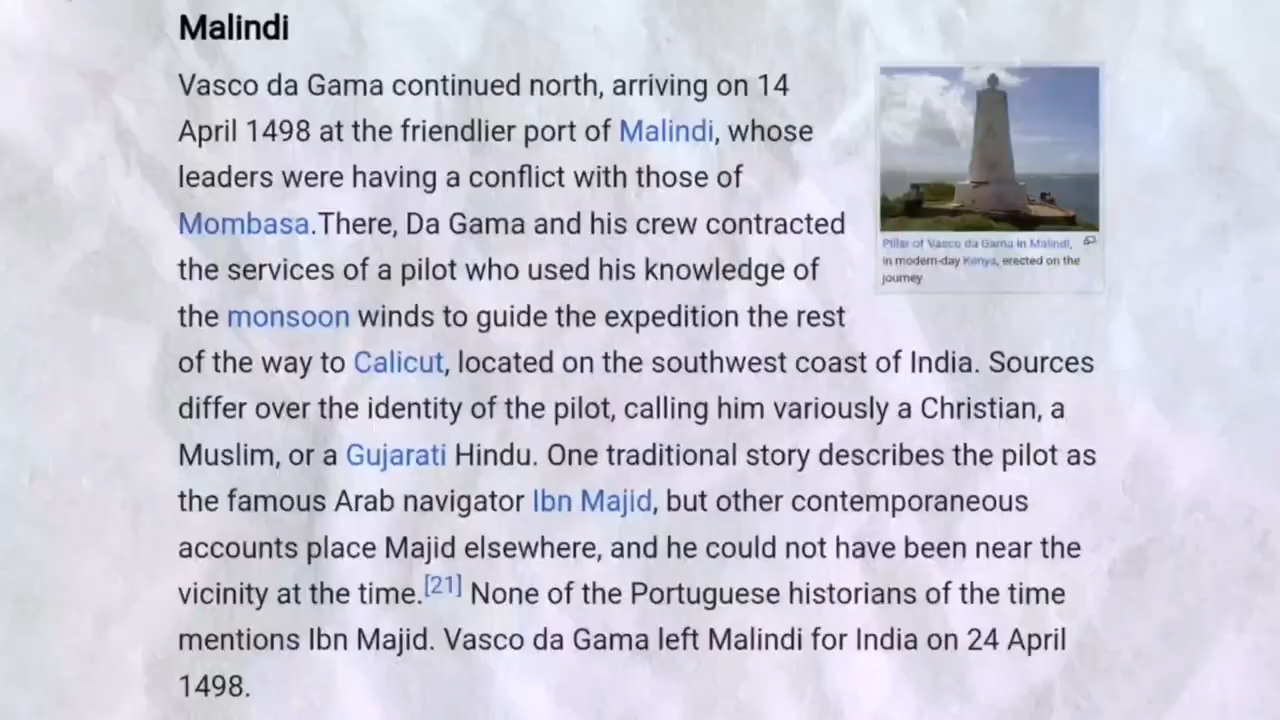 Malindi
Vasco da Gama continued north, arriving on 14
April 1498 at the friendlier port of Malindi, whose
leaders were having a conflict with those of
Mombasa.There, Da Gama and his crew contracted
the services of a pilot who used his knowledge of
the monsoon winds to guide the expedition the rest
of the way to Calicut, located on the southwest coast of India. Sources
differ over the identity of the pilot, calling him variously a Christian, a
Muslim, or a Gujarati Hindu. One traditional story describes the pilot as
the famous Arab navigator Ibn Majid, but other contemporaneous
accounts place Majid elsewhere, and he could not have been near the
vicinity at the time.[21] None of the Portuguese historians of the time
mentions Ibn Majid. Vasco da Gama left Malindi for India on 24 April
1498.
Pillar of Vasco da Gama in Malindi,
in modern-day Kenya, erected on the
journey